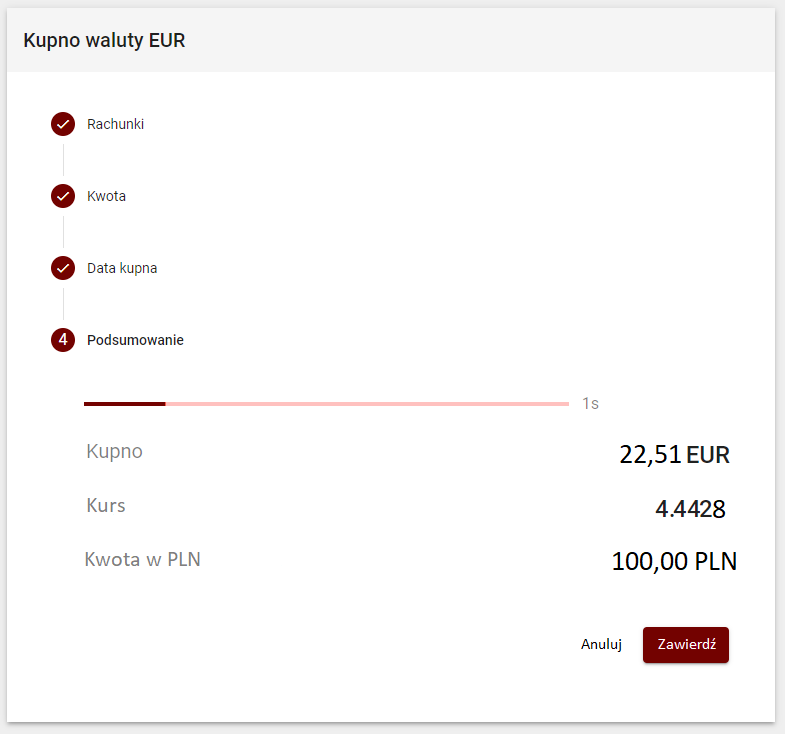 Kupno waluty EUR
Rachunki
Kwota
Data kupna
4 Podsumowanie
1s
Kupno 22,51 EUR
Kurs 4.4428
Kwota w PLN 100,00 PLN
Anuluj Zawierdź